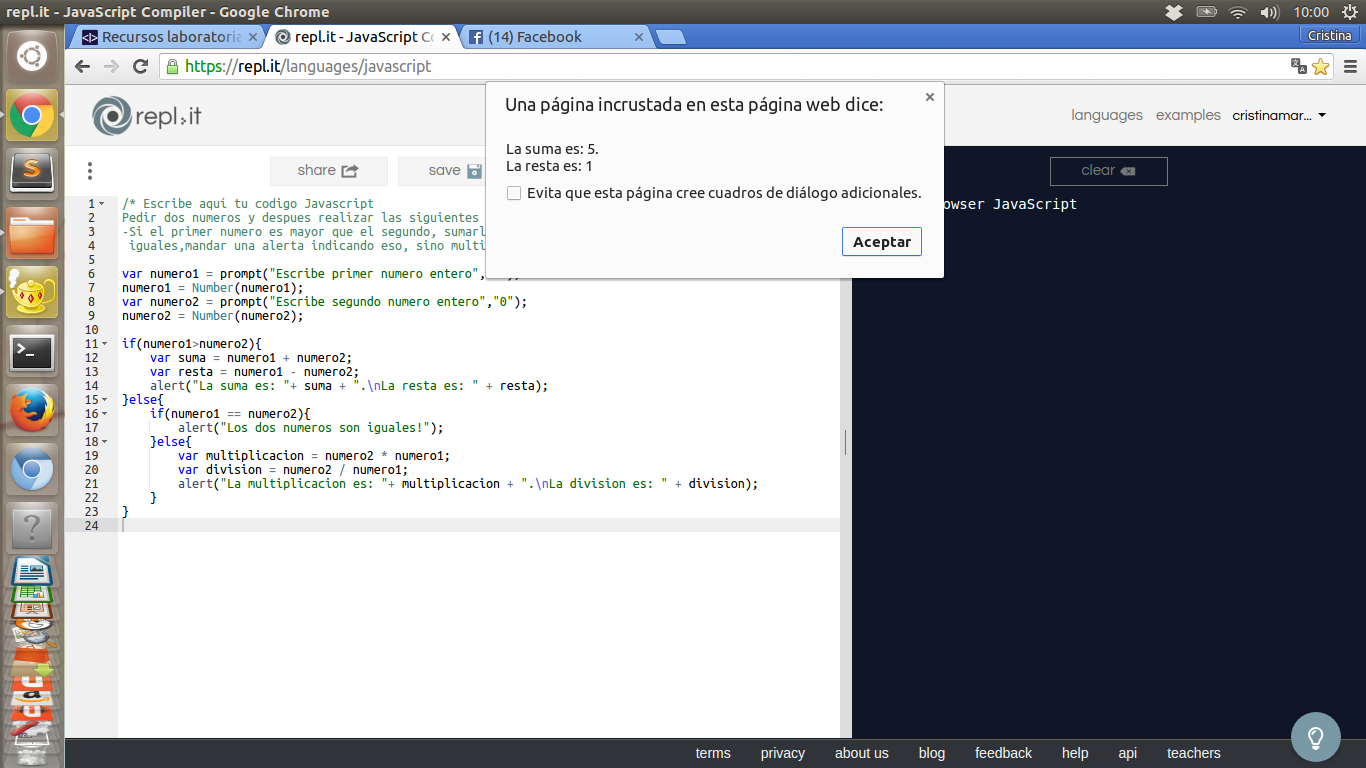 repl.it - JavaScript Compiler - Google Chrome
10:00
Recursos laboratoria
repl.it - JavaScript Co
(14) Facebook
Cristina
https://repl.it/languages/javascript
repl.it
languages
examples
cristinamar...
Una página incrustada en esta página web dice:
La suma es: 5.
La resta es: 1
Evita que esta página cree cuadros de diálogo adicionales.
Aceptar
share
save
clear
owser JavaScript
1 /* Escribe aqui tu codigo Javascript
2 Pedir dos numeros y despues realizar las siguientes
3 -Si el primer numero es mayor que el segundo, sumarl
4 iguales,mandar una alerta indicando eso, sino multi
5
6 var numero1 = prompt("Escribe primer numero entero",
7 numero1 = Number(numero1);
8 var numero2 = prompt("Escribe segundo numero entero","0");
9 numero2 = Number(numero2);
10
11 if(numero1>numero2){
12 var suma = numero1 + numero2;
13 var resta = numero1 - numero2;
14 alert("La suma es: "+ suma + ".\nLa resta es: " + resta);
15 }else{
16 if(numero1 == numero2){
17 alert("Los dos numeros son iguales!");
18 }else{
19 var multiplicacion = numero2 * numero1;
20 var division = numero2 / numero1;
21 alert("La multiplicacion es: "+ multiplicacion + ".\nLa division es: " + division);
22 }
23 }
24
terms
privacy
about us
blog
feedback
help
api
teachers